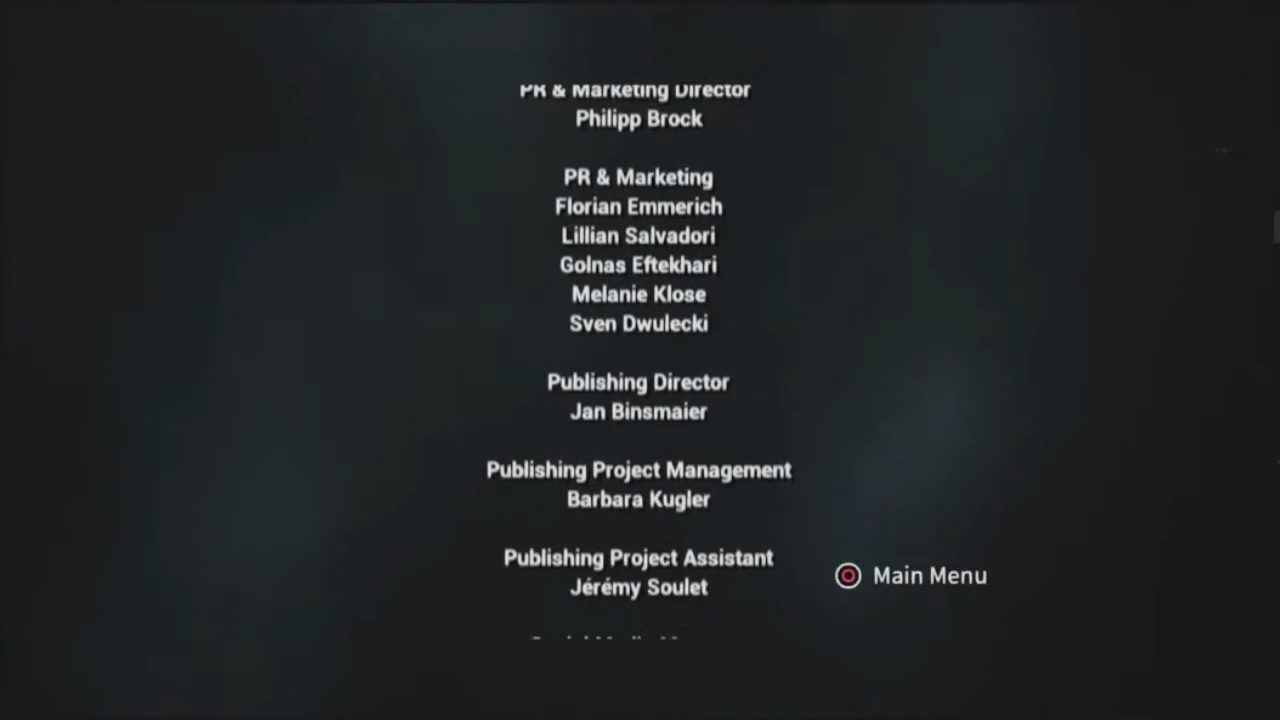 PR & Marketing Director
Philipp Brock
PR & Marketing
Florian Emmerich
Lillian Salvadori
Golnas Eftekhari
Melanie Klose
Sven Dwulecki
Publishing Director
Jan Binsmaier
Publishing Project Management
Barbara Kugler
Publishing Project Assistant
Jérémy Soulet
Main Menu